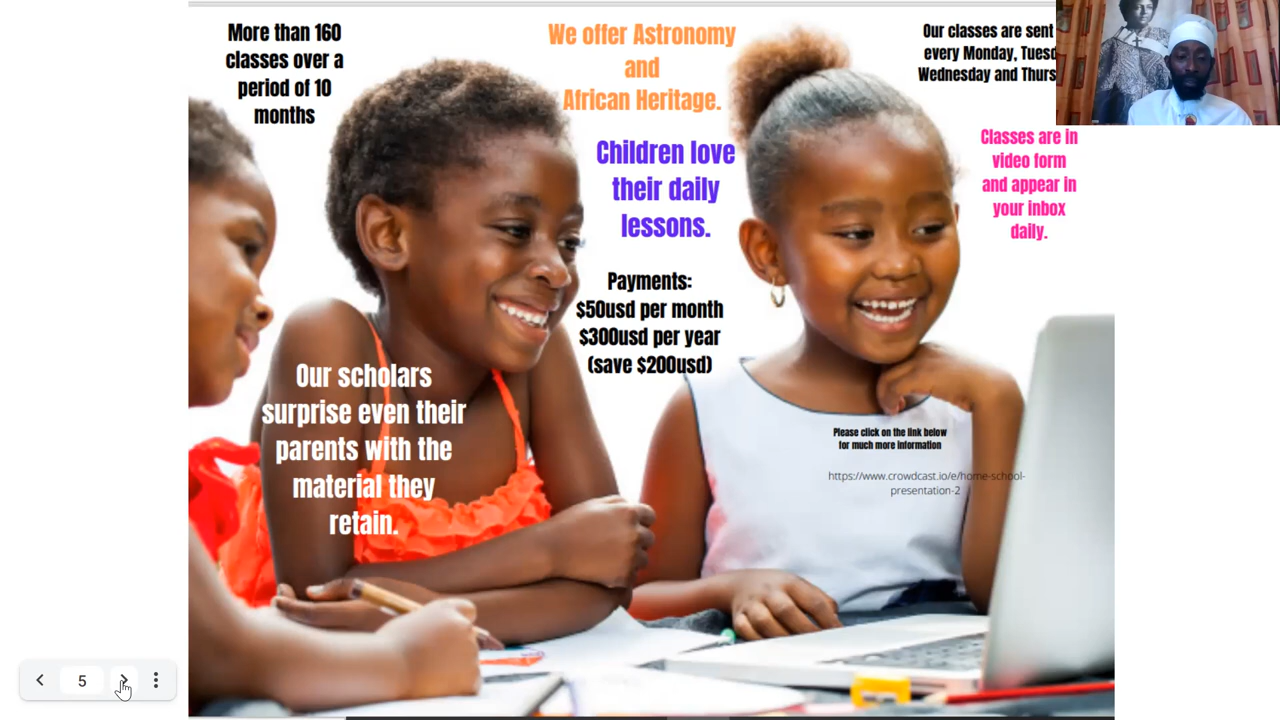 More than 160
classes over a
period of 10
months
We offer Astronomy
and
African Heritage.
Our classes are sent
every Monday,
Wednesday and
Children love
their daily
lessons.
Classes are in
video form
and appear in
your inbox
daily.
Payments:
$50usd per month
$300usd per year
(save $200usd)
Our scholars
surprise even their
parents with the
material they
retain.
Please click on the link below
for much more information
https://www.crowdcast.io/e/home-school-
presentation-2
5